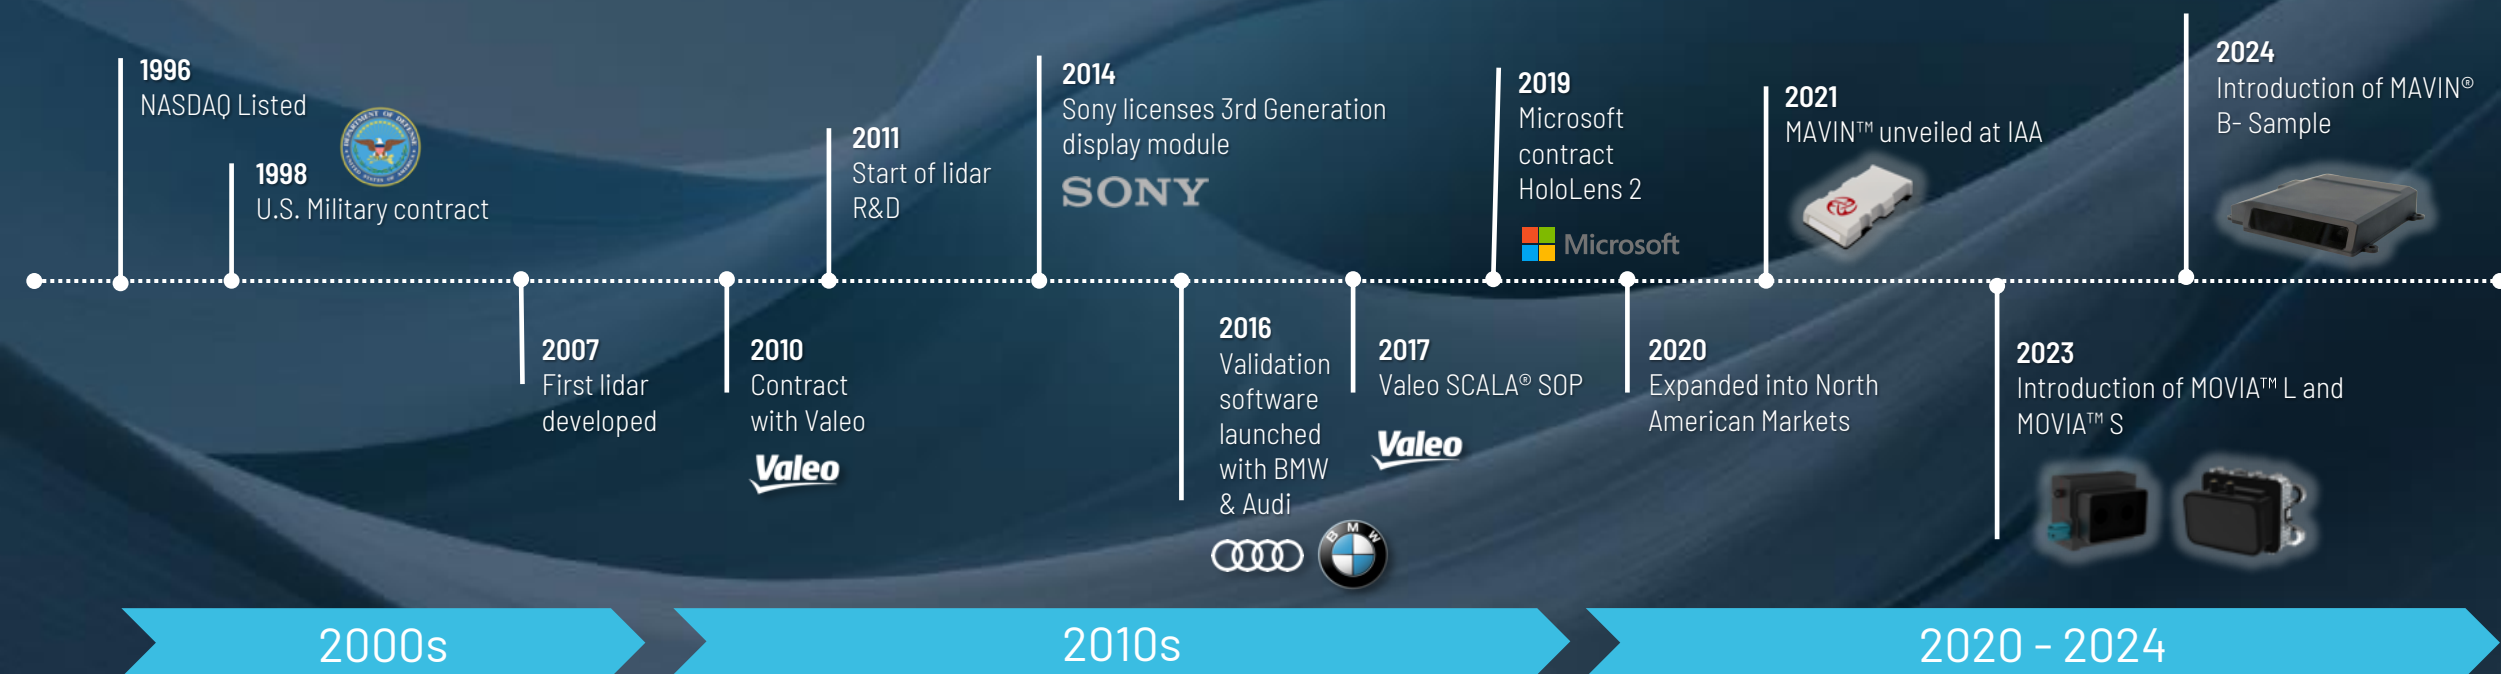 1996
NASDAQ Listed
1998
U.S. Military contract
2007
First lidar
developed
2010
Contract
with Valeo
Valeo
2011
Start of lidar
R&D
2014
Sony licenses 3rd Generation
display module
SONY
2016
Validation
software
launched
with BMW
& Audi
BMW
2017
Valeo SCALA® SOP
Valeo
2019
Microsoft
contract
HoloLens 2
Microsoft
2020
Expanded into North
American Markets
2021
MAVIN™ unveiled at IAA
2023
Introduction of MOVIA™ L and
MOVIA™ S
2024
Introduction of MAVIN®
B- Sample
2000s
2010s
2020 - 2024